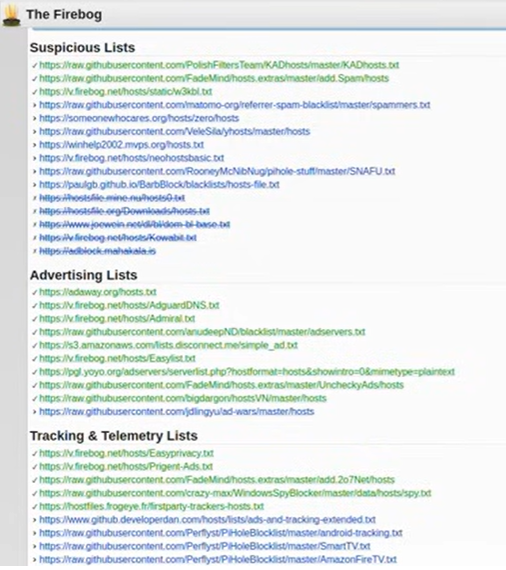 The Firebog
Suspicious Lists
✓https://raw.githubusercontent.com/PolishFiltersTeam/KADhosts/master/KADhosts.txt
✓https://raw.githubusercontent.com/FadeMind/hosts.extras/master/add.Spam/hosts
✓https://v.firebog.net/hosts/static/w3kbl.txt
›https://raw.githubusercontent.com/matomo-org/referrer-spam-blacklist/master/spammers.txt
›https://someonewhocares.org/hosts/zero/hosts
›https://raw.githubusercontent.com/VeleSila/yhosts/master/hosts
›https://winhelp2002.mvps.org/hosts.txt
›https://v.firebog.net/hosts/neohostsbasic.txt
›https://raw.githubusercontent.com/RooneyMcNibNug/pihole-stuff/master/SNAFU.txt
›https://paulgb.github.io/BarbBlock/blacklists/hosts-file.txt
✗https://hostsfile.mine.nu/hosts0.txt
✗https://hostsfile.org/Downloads/hosts.txt
✗https://www.joewein.net/dl/bl/dom-bl-base.txt
✗https://v.firebog.net/hosts/Kowabit.txt
✗https://adblock.mahakala.is
Advertising Lists
✓https://adaway.org/hosts.txt
✓https://v.firebog.net/hosts/AdguardDNS.txt
✓https://v.firebog.net/hosts/Admiral.txt
✓https://raw.githubusercontent.com/anudeepND/blacklist/master/adservers.txt
✓https://s3.amazonaws.com/lists.disconnect.me/simple_ad.txt
✓https://v.firebog.net/hosts/Easylist.txt
✓https://pgl.yoyo.org/adservers/serverlist.php?hostformat=hosts&showintro=0&mimetype=plaintext
✓https://raw.githubusercontent.com/FadeMind/hosts.extras/master/UncheckyAds/hosts
✓https://raw.githubusercontent.com/bigdargon/hostsVN/master/hosts
›https://raw.githubusercontent.com/jdlingyu/ad-wars/master/hosts
Tracking & Telemetry Lists
✓https://v.firebog.net/hosts/Easyprivacy.txt
✓https://v.firebog.net/hosts/Prigent-Ads.txt
✓https://raw.githubusercontent.com/FadeMind/hosts.extras/master/add.2o7Net/hosts
✓https://raw.githubusercontent.com/crazy-max/WindowsSpyBlocker/master/data/hosts/spy.txt
✓https://hostfiles.frogeye.fr/firstparty-trackers-hosts.txt
›https://www.github.developerdan.com/hosts/lists/ads-and-tracking-extended.txt
›https://raw.githubusercontent.com/Perflyst/PiHoleBlocklist/master/android-tracking.txt
›https://raw.githubusercontent.com/Perflyst/PiHoleBlocklist/master/SmartTV.txt
›https://raw.githubusercontent.com/Perflyst/PiHoleBlocklist/master/AmazonFireTV.txt